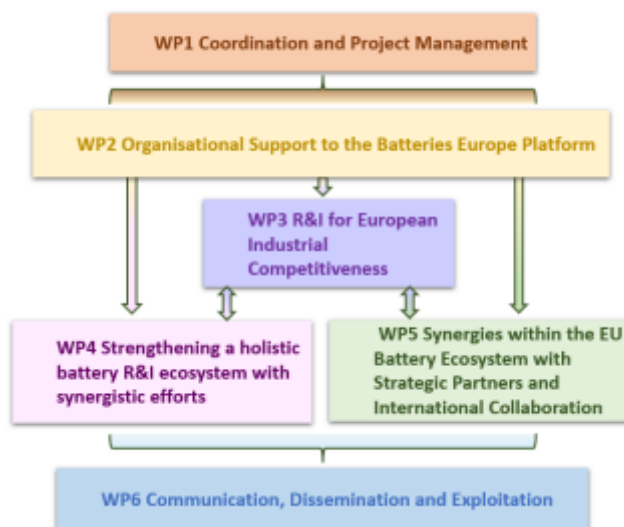 WP1 Coordination and Project Management
WP2 Organisational Support to the Batteries Europe Platform
WP3 R&I for European
Industrial
Competitiveness
WP4 Strengthening a holistic
battery R&I ecosystem with
synergistic efforts
WP5 Synergies within the EU
Battery Ecosystem with
Strategic Partners and
International Collaboration
WP6 Communication, Dissemination and Exploitation